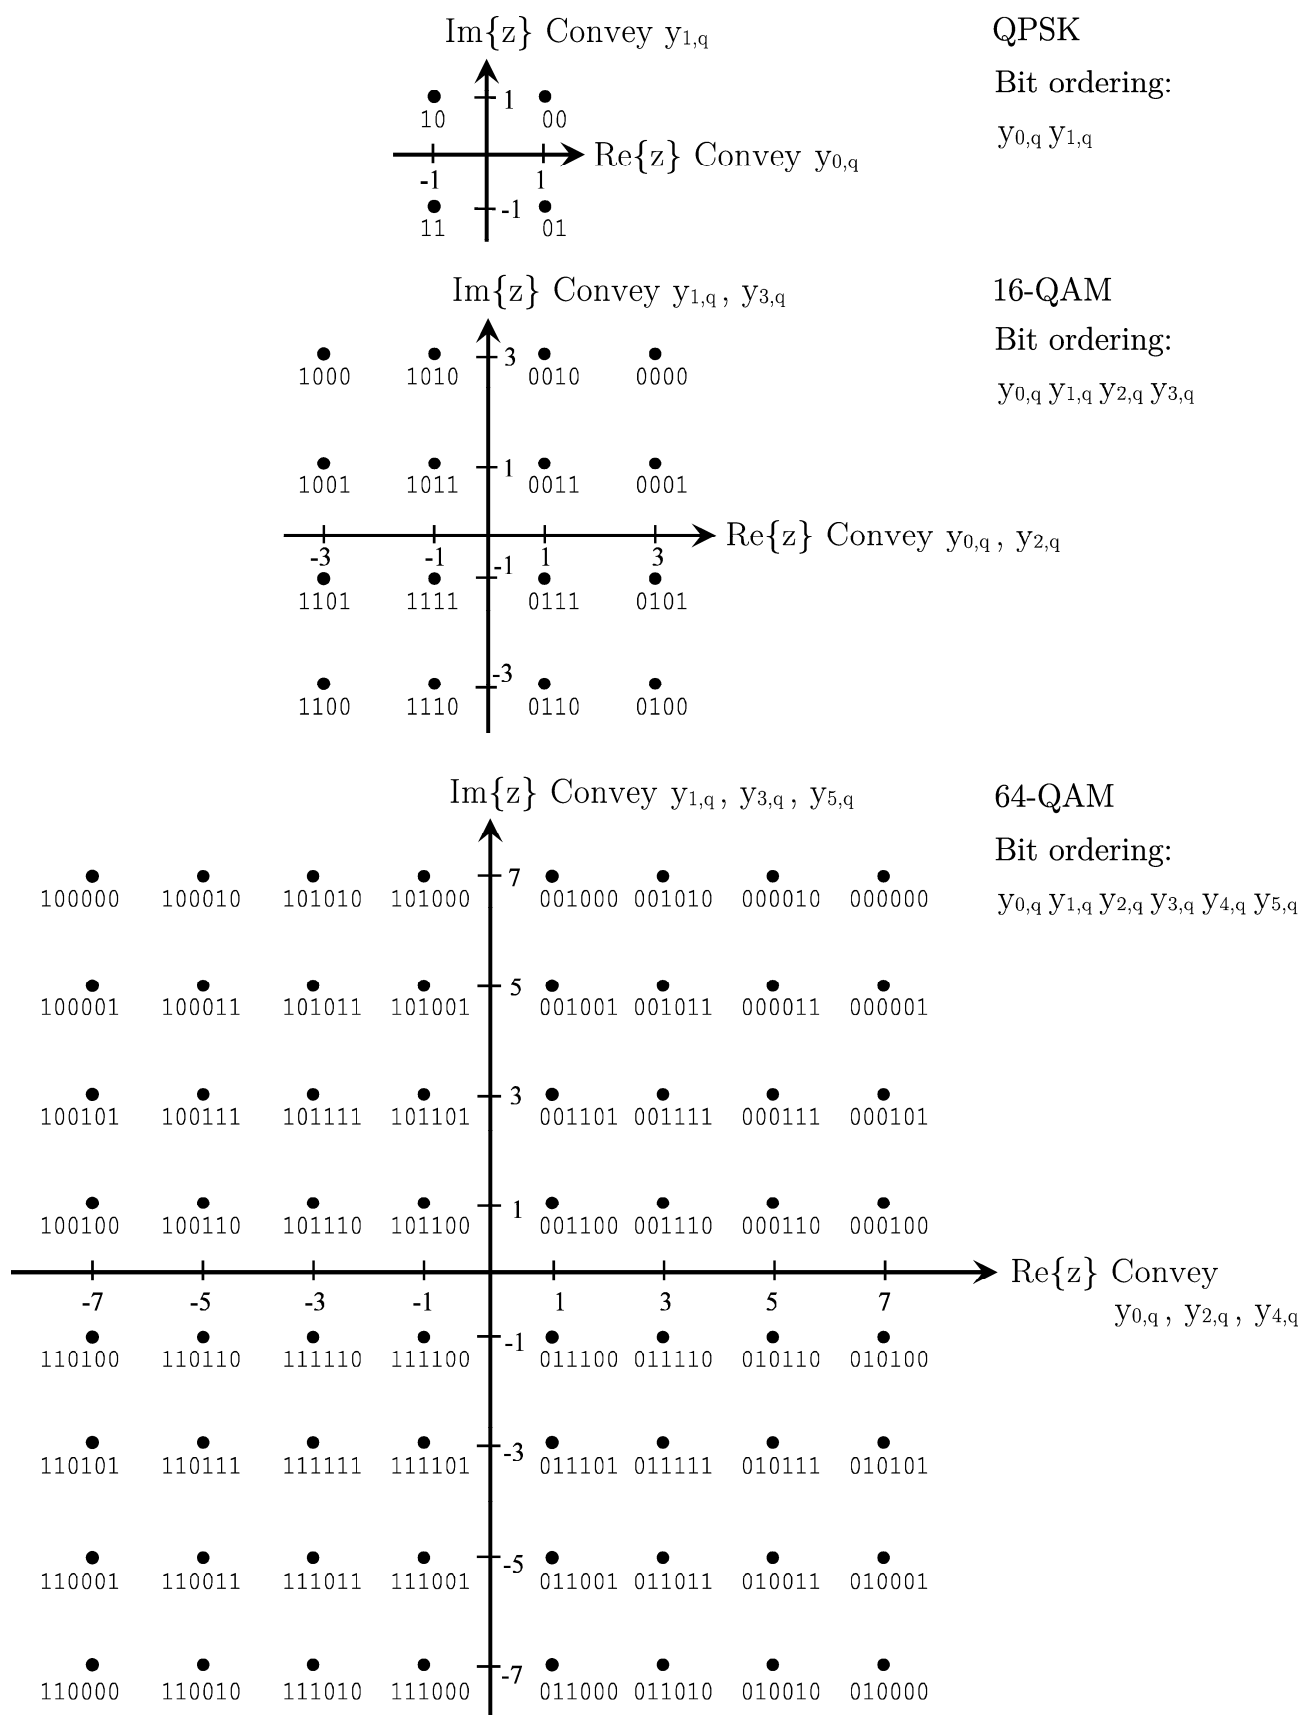 Im{z} Convey y1,q
QPSK
Bit ordering:
y0,q y1,q
10 1 00
Re{z} Convey y0,q
-1 1
11 -1 01
Im{z} Convey y1,q , y3,q
16-QAM
Bit ordering:
y0,q y1,q y2,q y3,q
3
1000 1010 0010 0000
1
1001 1011 0011 0001
Re{z} Convey y0,q , y2,q
-3 -1 1 3
-1
1101 1111 0111 0101
-3
1100 1110 0110 0100
Im{z} Convey y1,q , y3,q , y5,q
64-QAM
Bit ordering:
y0,q y1,q y2,q y3,q y4,q y5,q
7
100000 100010 101010 101000 001000 001010 000010 000000
5
100001 100011 101011 101001 001001 001011 000011 000001
3
100101 100111 101111 101101 001101 001111 000111 000101
1
100100 100110 101110 101100 001100 001110 000110 000100
Re{z} Convey
y0,q , y2,q , y4,q
-7 -5 -3 -1 1 3 5 7
-1
110100 110110 111110 111100 011100 011110 010110 010100
-3
110101 110111 111111 111101 011101 011111 010111 010101
-5
110001 110011 111011 111001 011001 011011 010011 010001
-7
110000 110010 111010 111000 011000 011010 010010 010000